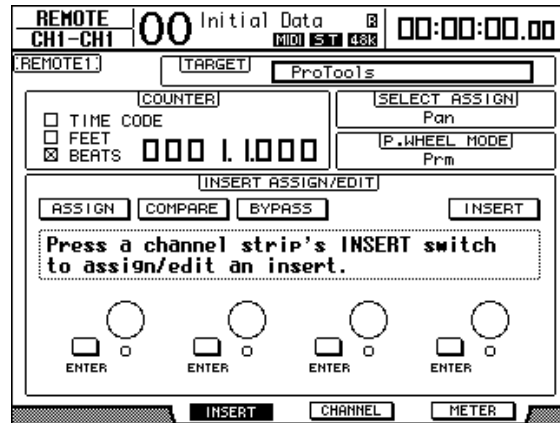 REMOTE
CH1-CH1
00 Initial Data
MIDI ST 48K
00:00:00.00
REMOTE1
TARGET
ProTools
COUNTER
TIME CODE
FEET
BEATS
000 1.1.000
SELECT ASSIGN
Pan
P.WHEEL MODE
Prm
INSERT ASSIGN/EDIT
ASSIGN COMPARE BYPASS INSERT
Press a channel strip's INSERT switch
to assign/edit an insert.
ENTER ENTER ENTER ENTER
INSERT CHANNEL METER